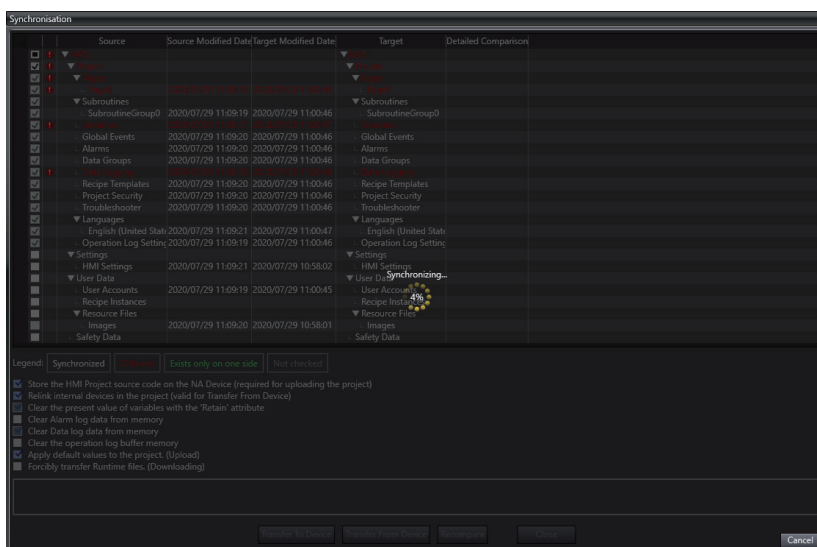 Synchronisation
Source Source Modified Date Target Modified Date Target Detailed Comparison
Subroutines Subroutines
SubroutineGroup0 2020/07/29 11:09:19 2020/07/29 11:00:46 SubroutineGroup0
Global Events 2020/07/29 11:09:20 2020/07/29 11:00:46 Global Events
Alarms 2020/07/29 11:09:20 2020/07/29 11:00:46 Alarms
Data Groups 2020/07/29 11:09:20 2020/07/29 11:00:46 Data Groups
Recipe Templates 2020/07/29 11:09:20 2020/07/29 11:00:46 Recipe Templates
Project Security 2020/07/29 11:09:20 2020/07/29 11:00:46 Project Security
Troubleshooter 2020/07/29 11:09:20 2020/07/29 11:00:46 Troubleshooter
Languages Languages
English (United State 2020/07/29 11:09:21 2020/07/29 11:00:47 English (United State
Operation Log Setting 2020/07/29 11:09:19 2020/07/29 11:00:46 Operation Log Setting
Settings Settings
HMI Settings 2020/07/29 11:09:21 2020/07/29 10:58:02 HMI Settings
Synchronizing...
User Data User Data
User Accounts 2020/07/29 11:09:19 2020/07/29 11:00:45 User Accounts
4%
Recipe Instances Recipe Instances
Resource Files Resource Files
Images 2020/07/29 11:09:20 2020/07/29 10:58:01 Images
Safety Data Safety Data
Legend: Synchronized Exists only on one side Not checked
Store the HMI Project source code on the NA Device (required for uploading the project)
Relink internal devices in the project (valid for Transfer From Device)
Clear the present value of variables with the 'Retain' attribute
Clear Alarm log data from memory
Clear Data log data from memory
Clear the operation log buffer memory
Apply default values to the project. (Upload)
Forcibly transfer Runtime files. (Downloading)
Transfer To Device Transfer From Device Recompare Close
Cancel